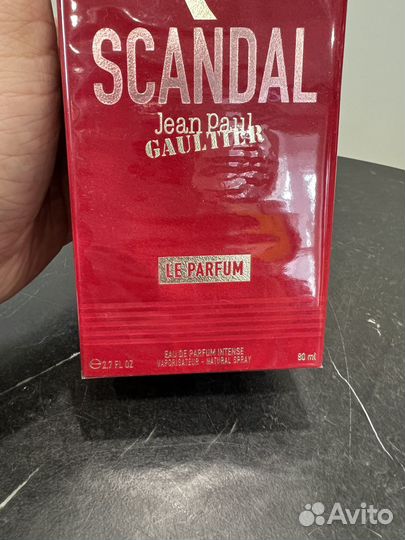 SCANDAL
Jean Paul
GAULTIER
LE PARFUM
EAU DE PARFUM INTENSE
℮ 2.7 FL OZ VAPORISATEUR - NATURAL SPRAY 80 ml
Avito